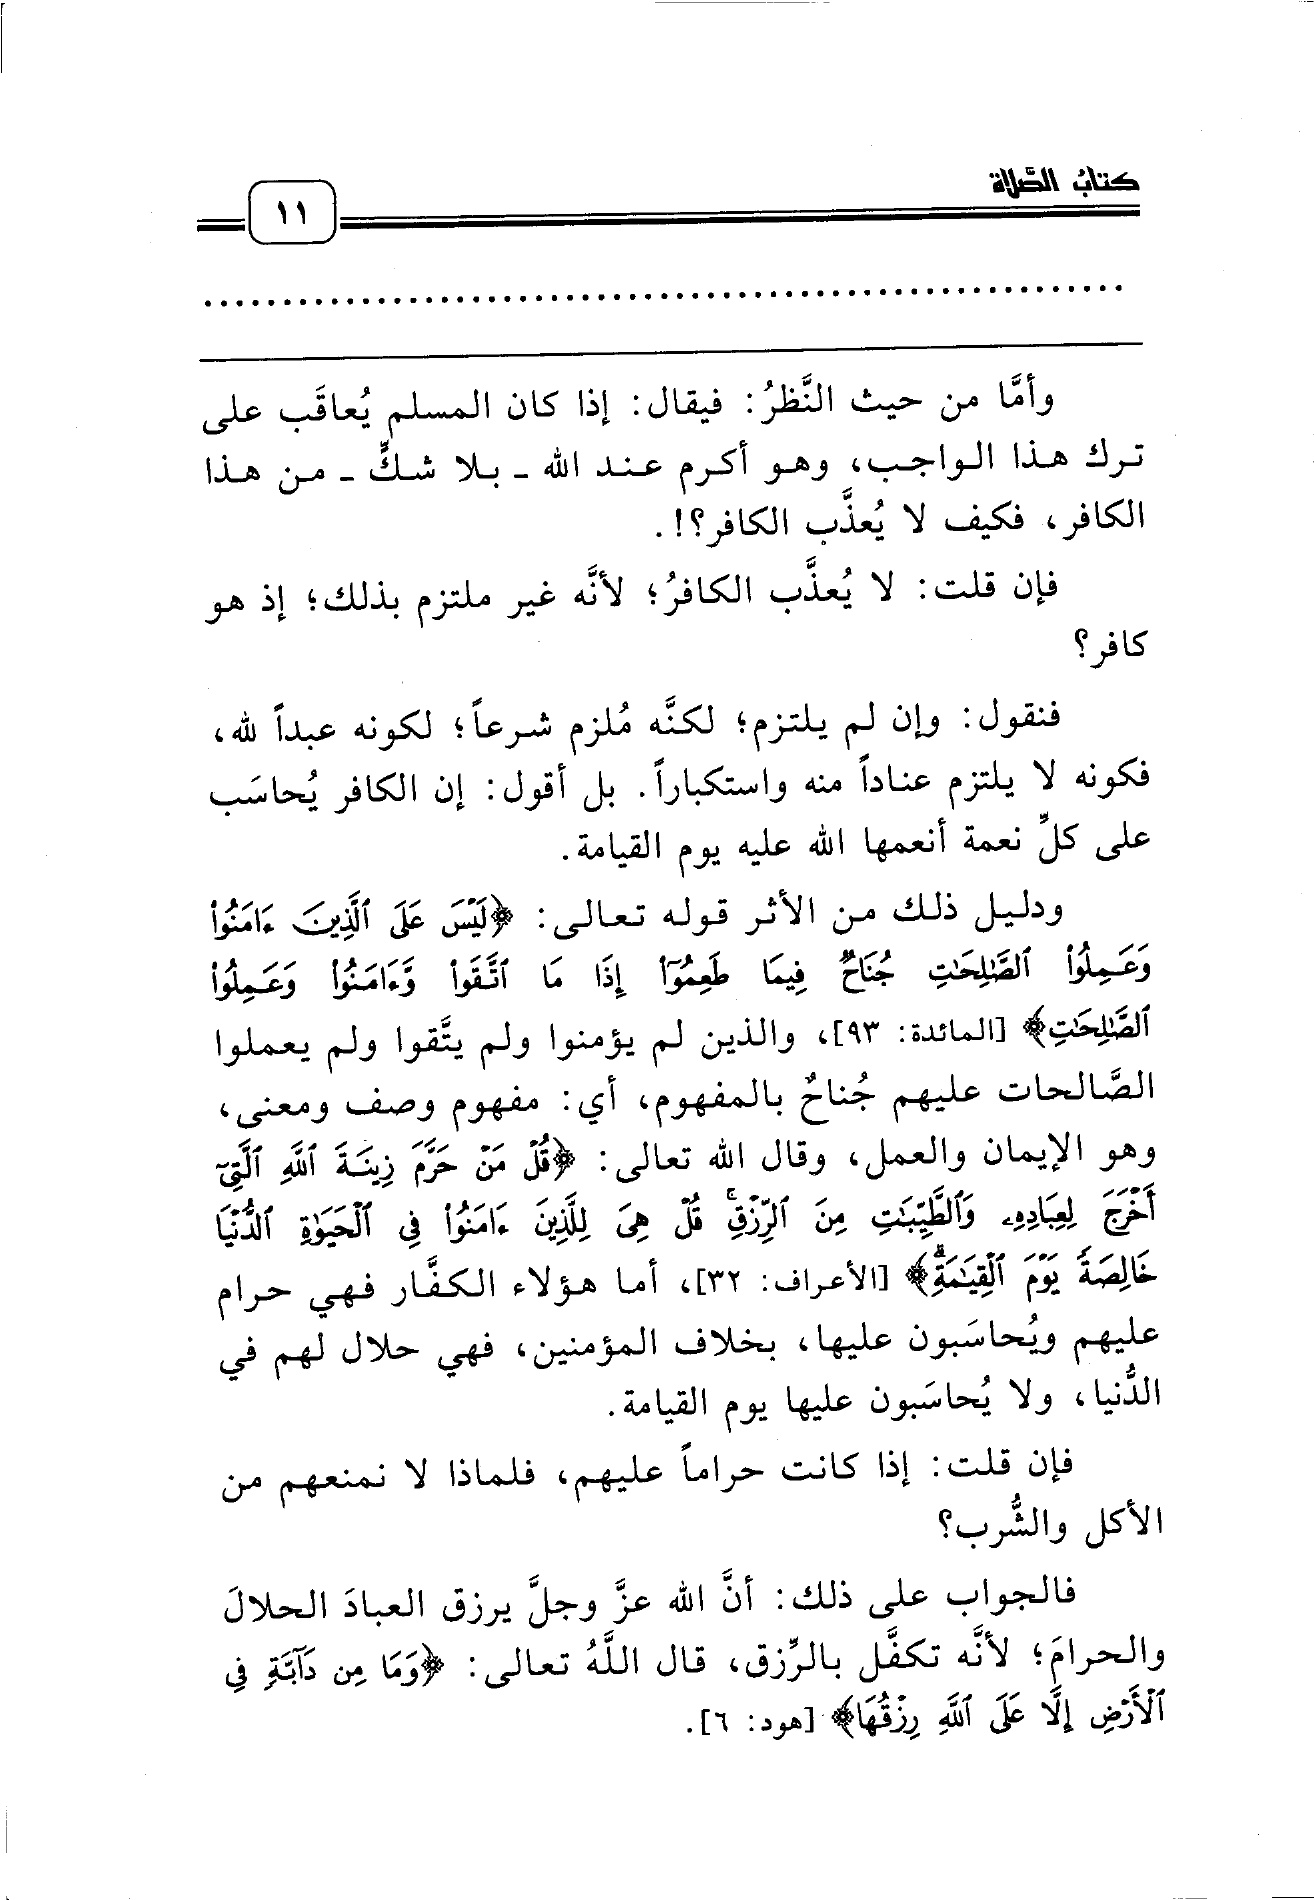 كتابُ الصَّلاة
١١
................................................................
وأمَّا من حيث النَّظرُ: فيقال: إذا كان المسلم يُعاقَب على
ترك هذا الواجب، وهو أكرم عند الله ـ بلا شكٍّ ـ من هذا
الكافر، فكيف لا يُعذَّب الكافر؟!.
فإن قلت: لا يُعذَّب الكافرُ؛ لأنَّه غير ملتزم بذلك؛ إذ هو
كافر؟
فنقول: وإن لم يلتزم؛ لكنَّه مُلزم شرعاً؛ لكونه عبداً لله،
فكونه لا يلتزم عناداً منه واستكباراً. بل أقول: إن الكافر يُحاسَب
على كلِّ نعمة أنعمها الله عليه يوم القيامة.
ودليل ذلك من الأثر قوله تعالى: ﴿لَيْسَ عَلَى ٱلَّذِينَ ءَامَنُوا۟
وَعَمِلُوا۟ ٱلصَّـٰلِحَـٰتِ جُنَاحٌ فِيمَا طَعِمُوٓا۟ إِذَا مَا ٱتَّقَوا۟ وَّءَامَنُوا۟ وَعَمِلُوا۟
ٱلصَّـٰلِحَـٰتِ﴾ [المائدة: ٩٣]، والذين لم يؤمنوا ولم يتَّقوا ولم يعملوا
الصَّالحات عليهم جُناحٌ بالمفهوم، أي: مفهوم وصف ومعنى،
وهو الإيمان والعمل، وقال الله تعالى: ﴿قُلْ مَنْ حَرَّمَ زِينَةَ ٱللَّهِ ٱلَّتِىٓ
أَخْرَجَ لِعِبَادِهِۦ وَٱلطَّيِّبَـٰتِ مِنَ ٱلرِّزْقِ ۚ قُلْ هِىَ لِلَّذِينَ ءَامَنُوا۟ فِى ٱلْحَيَوٰةِ ٱلدُّنْيَا
خَالِصَةً يَوْمَ ٱلْقِيَـٰمَةِ ۗ﴾ [الأعراف: ٣٢]، أما هؤلاء الكفَّار فهي حرام
عليهم ويُحاسَبون عليها، بخلاف المؤمنين، فهي حلال لهم في
الدُّنيا، ولا يُحاسَبون عليها يوم القيامة.
فإن قلت: إذا كانت حراماً عليهم، فلماذا لا نمنعهم من
الأكل والشُّرب؟
فالجواب على ذلك: أنَّ الله عزَّ وجلَّ يرزق العبادَ الحلالَ
والحرامَ؛ لأنَّه تكفَّل بالرِّزق، قال اللَّهُ تعالى: ﴿وَمَا مِن دَآبَّةٍ فِى
ٱلْأَرْضِ إِلَّا عَلَى ٱللَّهِ رِزْقُهَا﴾ [هود: ٦].